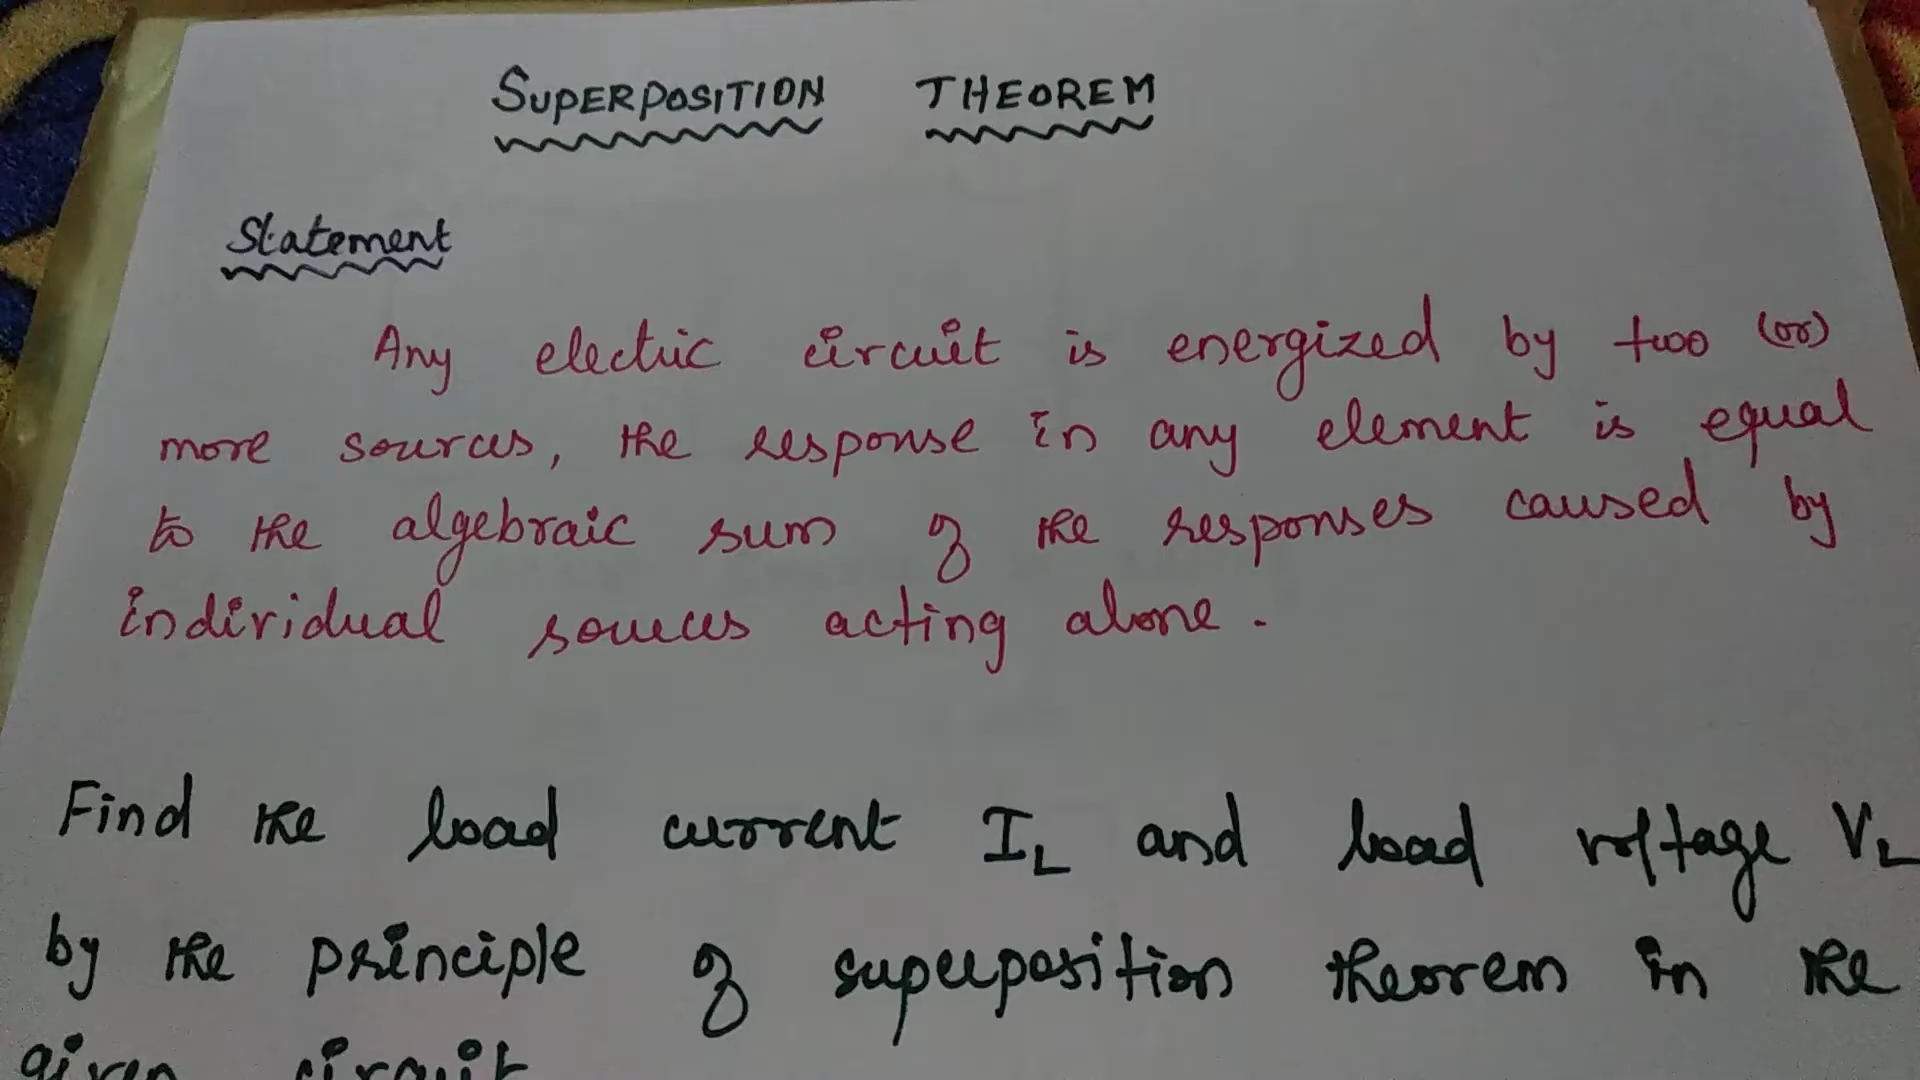 SUPERPOSITION THEOREM
Statement
Any electric circuit is energized by two (or)
more sources, the response in any element is equal
to the algebraic sum of the responses caused by
individual sources acting alone.
Find the load current IL and load voltage VL
by the principle of superposition theorem in the
given circuit